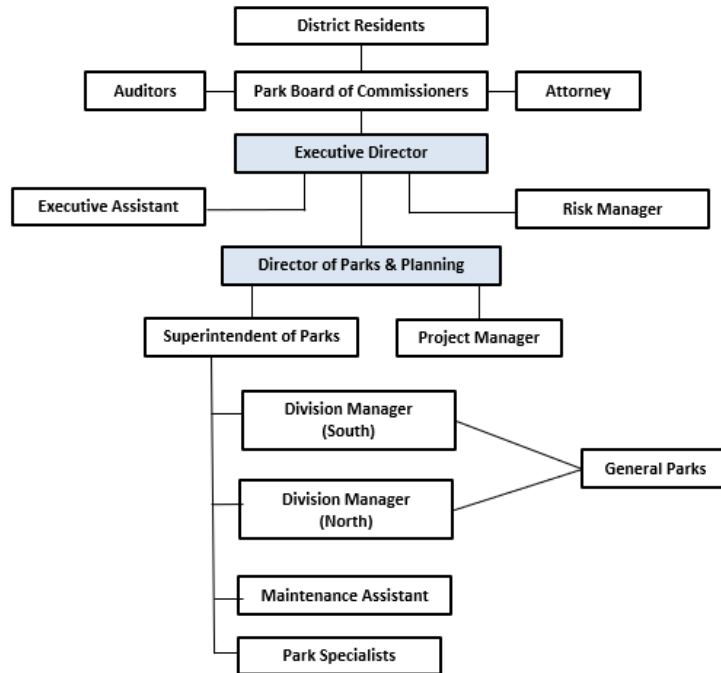 District Residents
Auditors
Park Board of Commissioners
Attorney
Executive Director
Executive Assistant
Risk Manager
Director of Parks & Planning
Superintendent of Parks
Project Manager
Division Manager
(South)
General Parks
Division Manager
(North)
Maintenance Assistant
Park Specialists